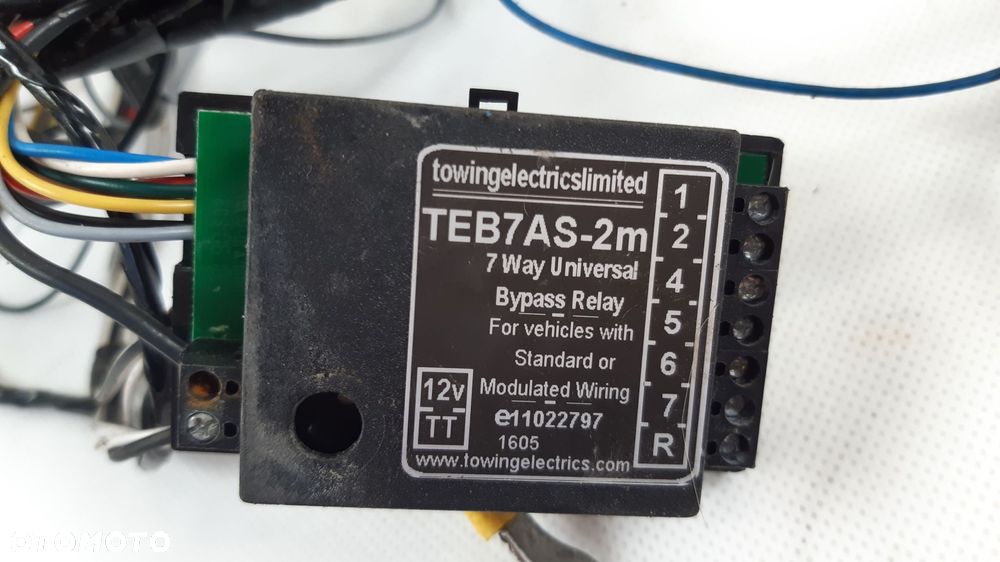 towingelectricslimited
TEB7AS-2m
7 Way Universal
Bypass Relay
For vehicles with
Standard or
Modulated Wiring
e11022797
1605
www.towingelectrics.com
12v
TT
1
2
4
5
6
7
R
OTOMOTO